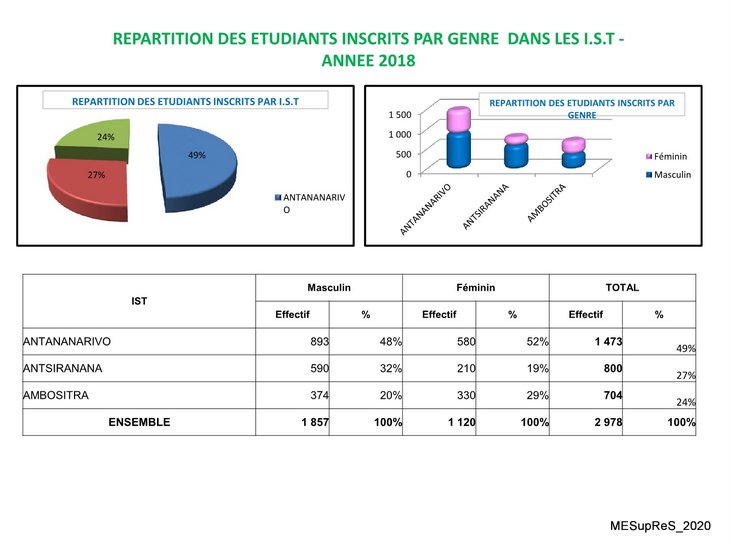 REPARTITION DES ETUDIANTS INSCRITS PAR GENRE DANS LES I.S.T -
ANNEE 2018
REPARTITION DES ETUDIANTS INSCRITS PAR I.S.T
24%
49%
27%
ANTANANARIV
O
REPARTITION DES ETUDIANTS INSCRITS PAR
GENRE
1 500
1 000
500
0
ANTANANARIVO
ANTSIRANANA
AMBOSITRA
Féminin
Masculin
IST Masculin Féminin TOTAL
Effectif % Effectif % Effectif %
ANTANANARIVO 893 48% 580 52% 1 473 49%
ANTSIRANANA 590 32% 210 19% 800 27%
AMBOSITRA 374 20% 330 29% 704 24%
ENSEMBLE 1 857 100% 1 120 100% 2 978 100%
MESupReS_2020